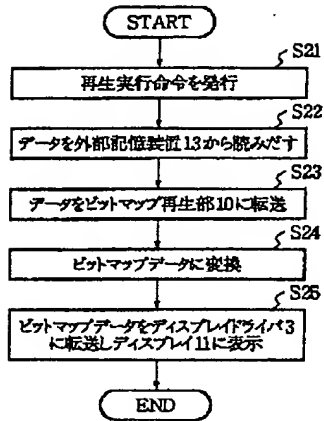 START
S21
再生実行命令を発行
S22
データを外部記憶装置13から読みだす
S23
データをビットマップ再生部10に転送
S24
ビットマップデータに変換
S25
ビットマップデータをディスプレイドライバ3
に転送しディスプレイ11に表示
END